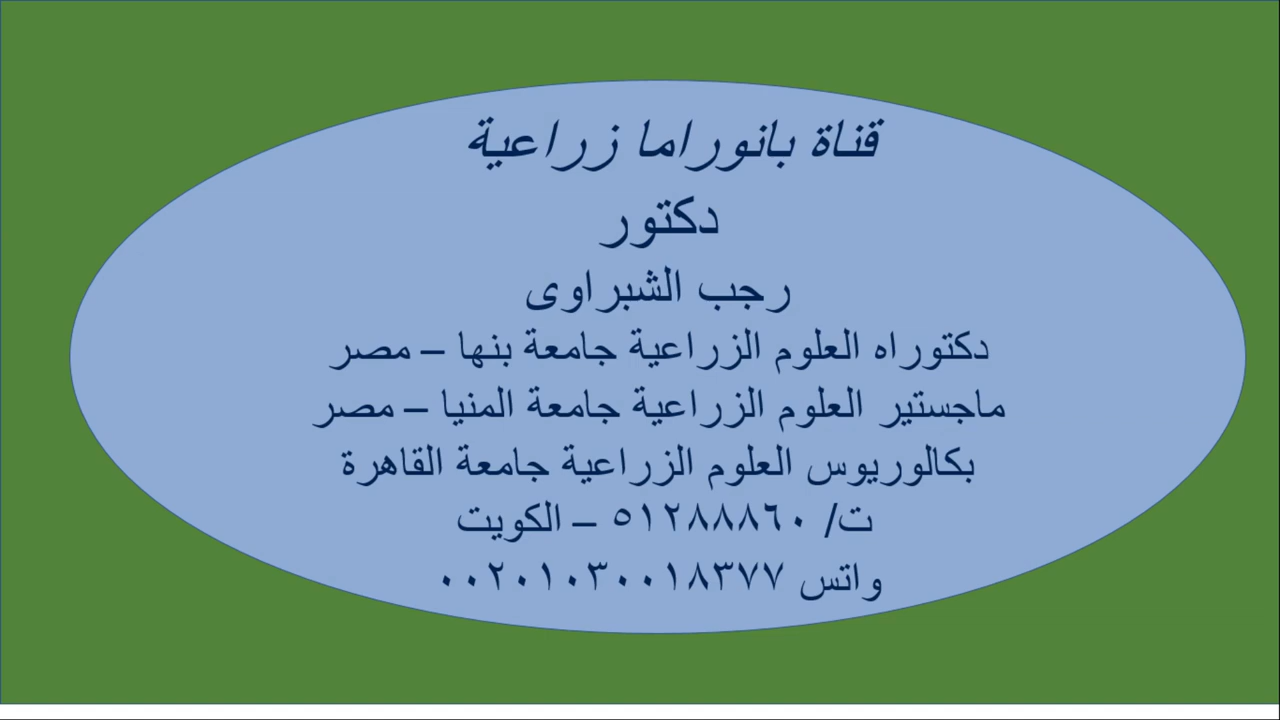 قناة بانوراما زراعية
دكتور
رجب الشبراوى
دكتوراه العلوم الزراعية جامعة بنها – مصر
ماجستير العلوم الزراعية جامعة المنيا – مصر
بكالوريوس العلوم الزراعية جامعة القاهرة
ت/ ٥١٢٨٨٨٦٠ – الكويت
واتس ٠٠٢٠١٠٣٠٠١٨٣٧٧